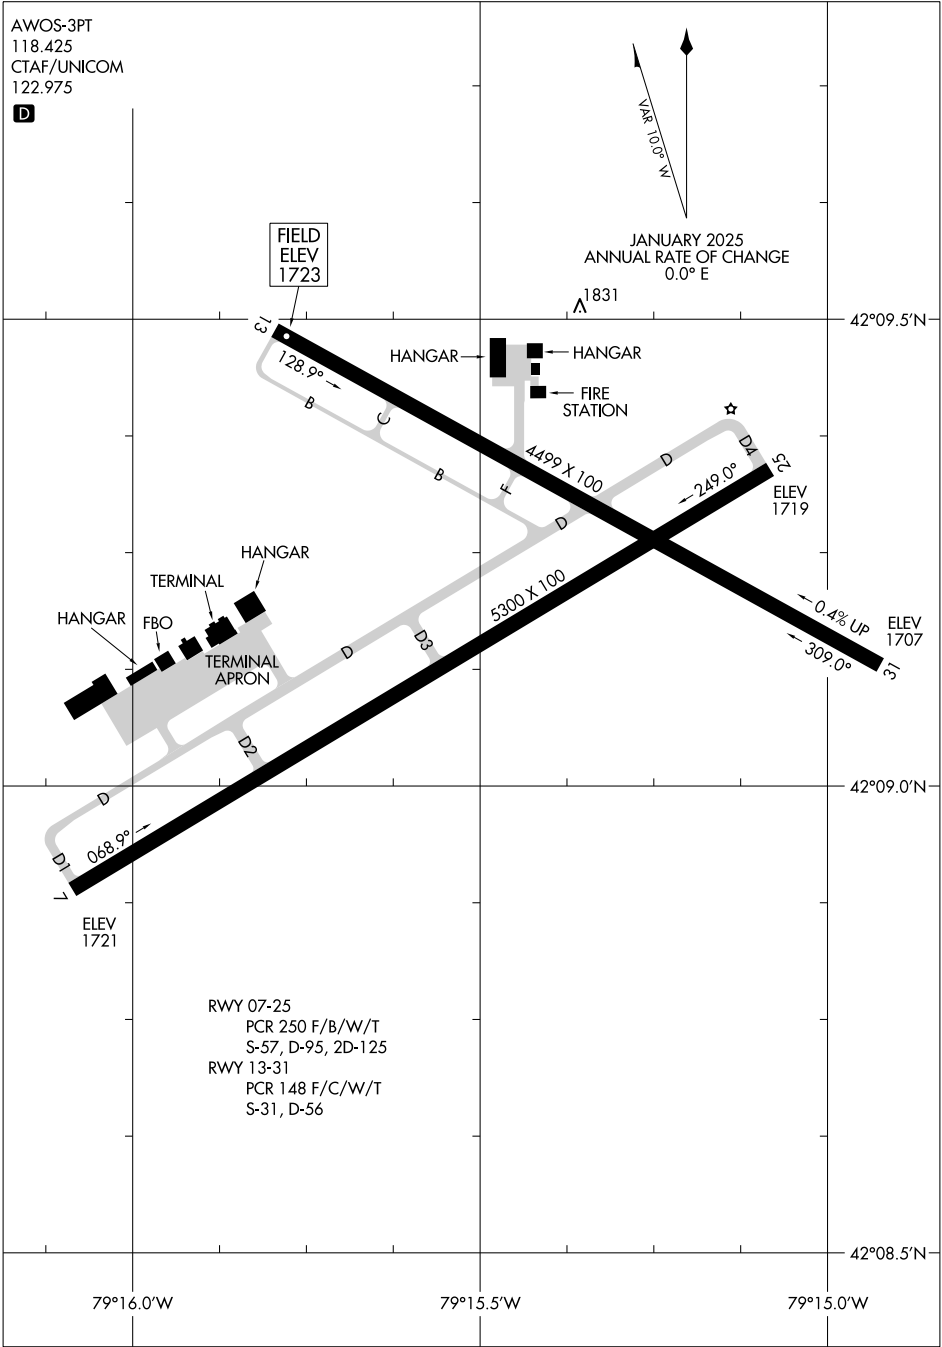 AWOS-3PT
118.425
CTAF/UNICOM
122.975
D
VAR 10.0° W
JANUARY 2025
ANNUAL RATE OF CHANGE
0.0° E
FIELD
ELEV
1723
1831
42°09.5'N
13
128.9°
HANGAR
HANGAR
FIRE
STATION
B
C
B
F
4499 X 100
D
D4
25
249.0°
ELEV
1719
D
HANGAR
TERMINAL
HANGAR
FBO
TERMINAL
APRON
5300 X 100
D3
D
0.4% UP
ELEV
1707
309.0°
31
D2
42°09.0'N
D
068.9°
D1
7
ELEV
1721
RWY 07-25
PCR 250 F/B/W/T
S-57, D-95, 2D-125
RWY 13-31
PCR 148 F/C/W/T
S-31, D-56
42°08.5'N
79°16.0'W
79°15.5'W
79°15.0'W